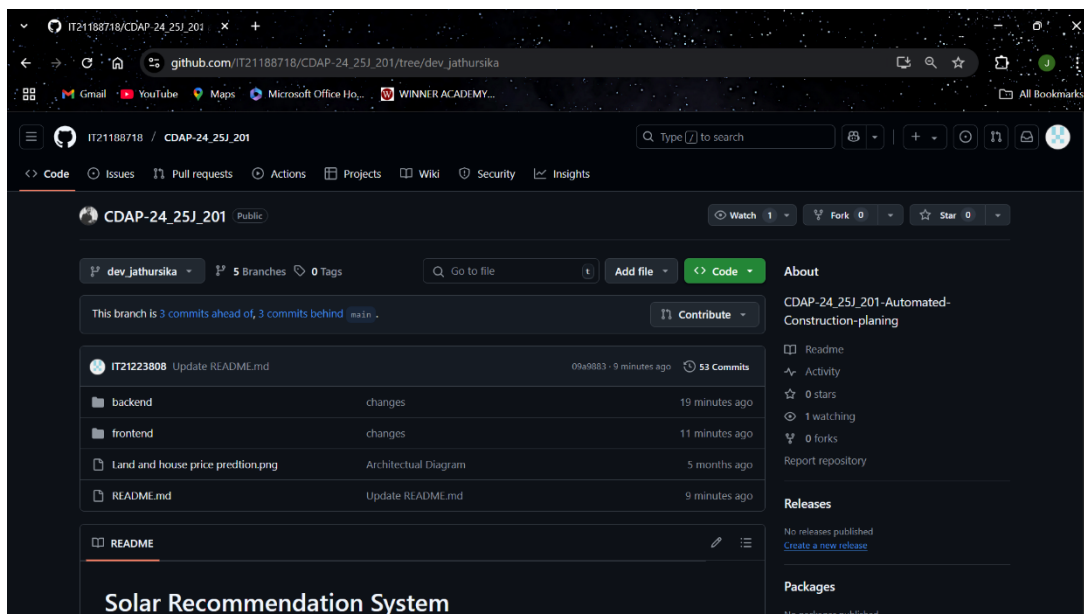 IT21188718/CDAP-24_25J_201
github.com/IT21188718/CDAP-24_25J_201/tree/dev_jathursika
J
Gmail
YouTube
Maps
Microsoft Office Ho...
WINNER ACADEMY...
All Bookmarks
IT21188718 / CDAP-24_25J_201
Type / to search
<> Code
Issues
Pull requests
Actions
Projects
Wiki
Security
Insights
CDAP-24_25J_201 Public
Watch 1
Fork 0
Star 0
dev_jathursika
5 Branches
0 Tags
Go to file
t
Add file
<> Code
This branch is 3 commits ahead of, 3 commits behind main .
Contribute
IT21223808 Update README.md 09a9883 · 9 minutes ago 53 Commits
backend changes 19 minutes ago
frontend changes 11 minutes ago
Land and house price predtion.png Architectual Diagram 5 months ago
README.md Update README.md 9 minutes ago
README
Solar Recommendation System
About
CDAP-24_25J_201-Automated-
Construction-planing
Readme
Activity
0 stars
1 watching
0 forks
Report repository
Releases
No releases published
Create a new release
Packages
No packages published